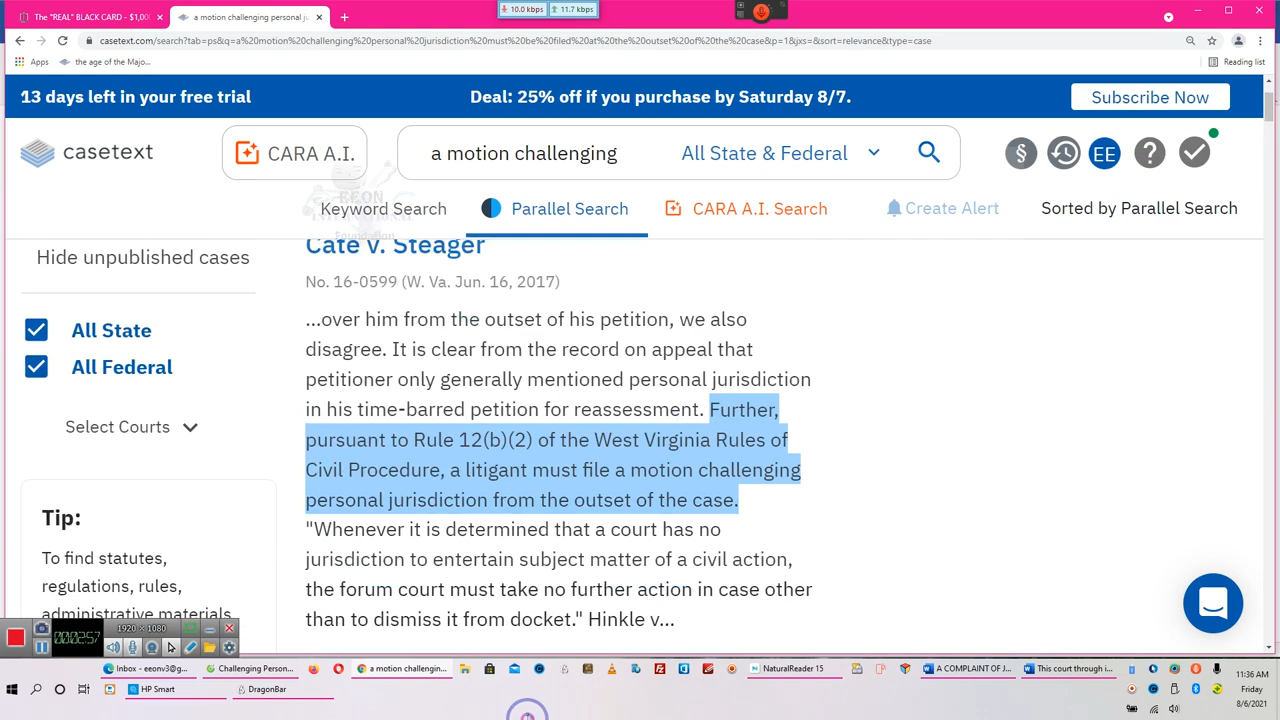 The "REAL" BLACK CARD - $1,000
a motion challenging personal ju
10.0 kbps
11.7 kbps
casetext.com/search?tab=ps&q=a%20motion%20challenging%20personal%20jurisdiction%20must%20be%20filed%20at%20the%20outset%20of%20the%20case&p=1&jxs=&sort=relevance&type=case
Apps
the age of the Majo...
Reading list
13 days left in your free trial
Deal: 25% off if you purchase by Saturday 8/7.
Subscribe Now
casetext
CARA A.I.
a motion challenging
All State & Federal
§
EE
?
EEON
Foundation
Keyword Search
Parallel Search
CARA A.I. Search
Create Alert
Sorted by Parallel Search
Hide unpublished cases
All State
All Federal
Select Courts
Tip:
To find statutes,
regulations, rules,
administrative materials
Cate v. Steager
No. 16-0599 (W. Va. Jun. 16, 2017)
...over him from the outset of his petition, we also
disagree. It is clear from the record on appeal that
petitioner only generally mentioned personal jurisdiction
in his time-barred petition for reassessment. Further,
pursuant to Rule 12(b)(2) of the West Virginia Rules of
Civil Procedure, a litigant must file a motion challenging
personal jurisdiction from the outset of the case.
"Whenever it is determined that a court has no
jurisdiction to entertain subject matter of a civil action,
the forum court must take no further action in case other
than to dismiss it from docket." Hinkle v...
1920 × 1080
00:02:57
Inbox - eeonv3@g...
Challenging Person...
a motion challengin...
NaturalReader 15
A COMPLAINT OF J...
This court through i...
HP Smart
DragonBar
11:36 AM
Friday
8/6/2021